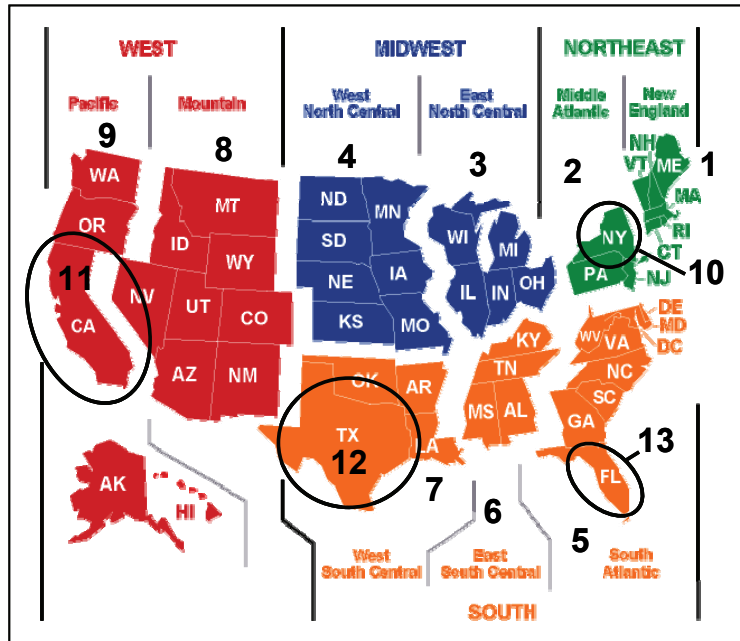 WEST
MIDWEST
NORTHEAST
Pacific
Mountain
West
North Central
East
North Central
Middle
Atlantic
New
England
9
8
4
3
2
1
WA
OR
11
CA
NV
ID
MT
WY
UT
CO
AZ
NM
ND
MN
SD
NE
IA
KS
MO
WI
MI
IL
IN
OH
NH
VT
ME
MA
RI
CT
NY
10
PA
NJ
DE
MD
DC
WV
VA
KY
TN
NC
SC
MS
AL
GA
OK
AR
TX
12
LA
FL
13
AK
HI
7
6
5
West
South Central
East
South Central
South
Atlantic
SOUTH